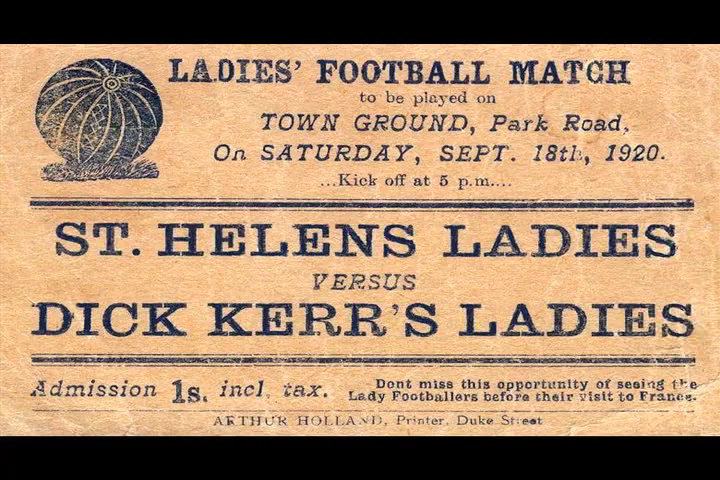 LADIES' FOOTBALL MATCH
to be played on
TOWN GROUND, Park Road,
On SATURDAY, SEPT. 18th, 1920.
...Kick off at 5 p.m....
ST. HELENS LADIES
VERSUS
DICK KERR'S LADIES
Admission 1s. incl. tax.
Dont miss this opportunity of seeing the
Lady Footballers before their visit to France.
ARTHUR HOLLAND, Printer, Duke Street